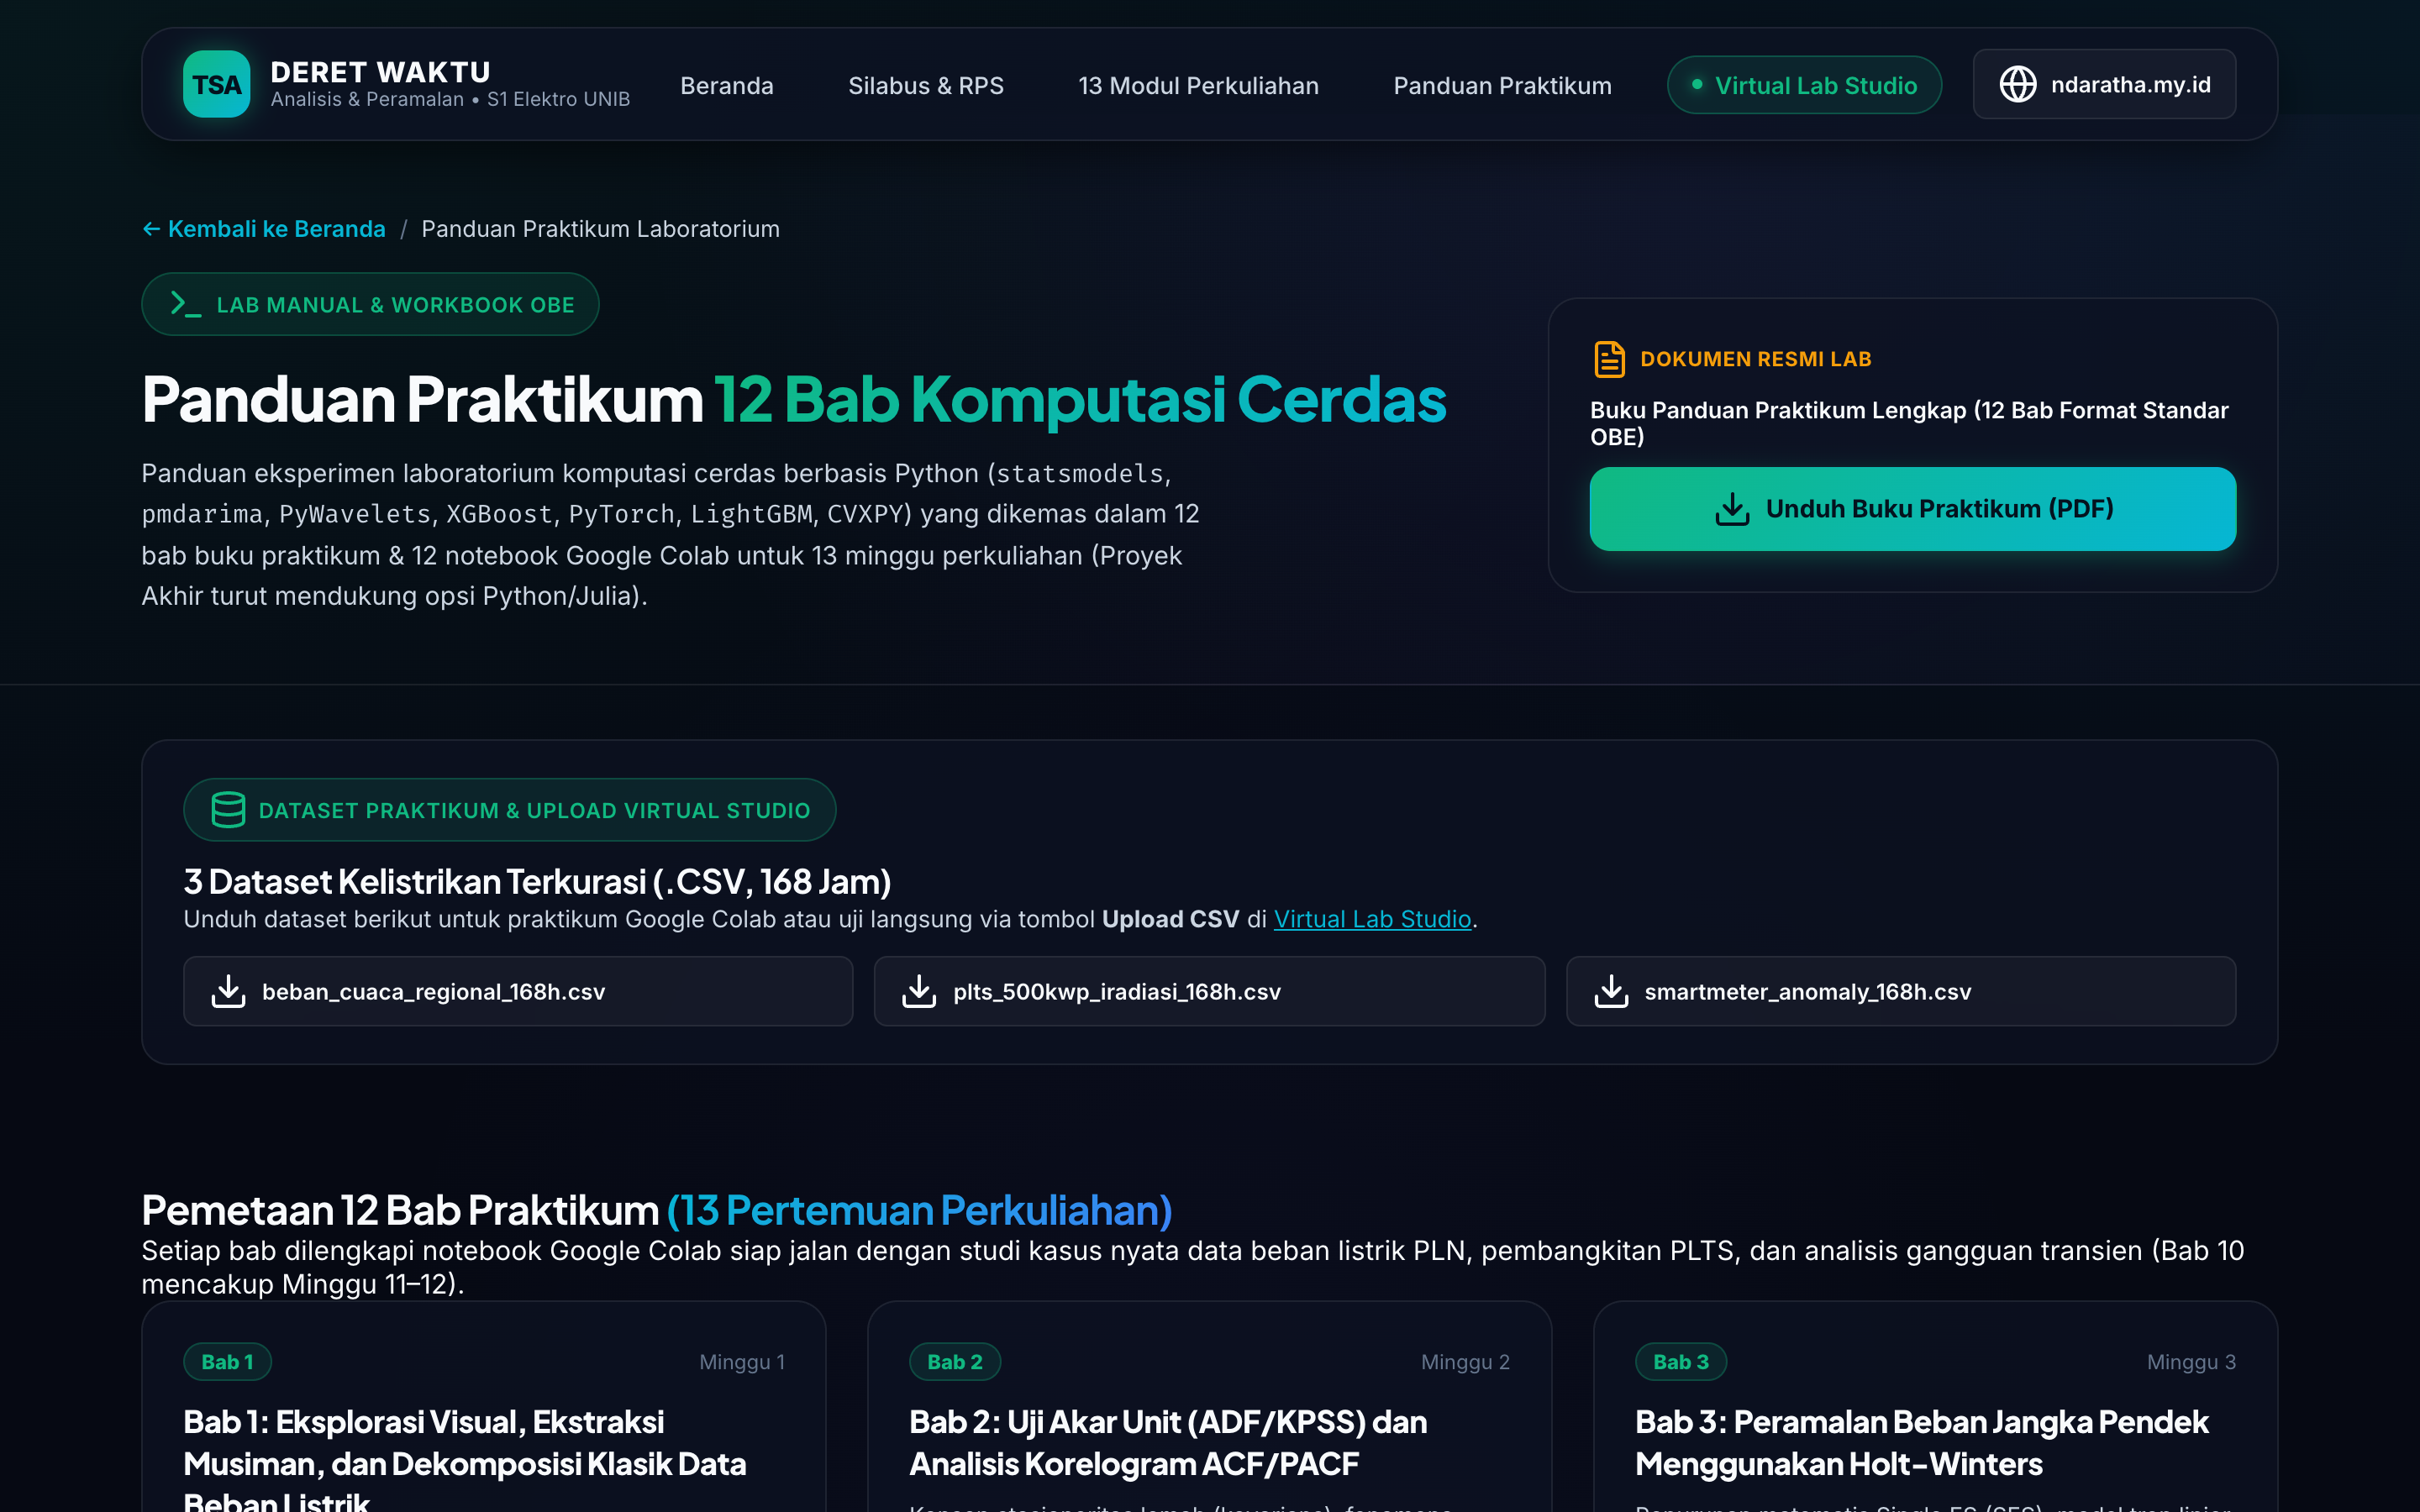 TSA
DERET WAKTU
Analisis & Peramalan • S1 Elektro UNIB
Beranda
Silabus & RPS
13 Modul Perkuliahan
Panduan Praktikum
Virtual Lab Studio
ndaratha.my.id
← Kembali ke Beranda / Panduan Praktikum Laboratorium
LAB MANUAL & WORKBOOK OBE
Panduan Praktikum 12 Bab Komputasi Cerdas
Panduan eksperimen laboratorium komputasi cerdas berbasis Python (statsmodels,
pmdarima, PyWavelets, XGBoost, PyTorch, LightGBM, CVXPY) yang dikemas dalam 12
bab buku praktikum & 12 notebook Google Colab untuk 13 minggu perkuliahan (Proyek
Akhir turut mendukung opsi Python/Julia).
DOKUMEN RESMI LAB
Buku Panduan Praktikum Lengkap (12 Bab Format Standar
OBE)
Unduh Buku Praktikum (PDF)
DATASET PRAKTIKUM & UPLOAD VIRTUAL STUDIO
3 Dataset Kelistrikan Terkurasi (.CSV, 168 Jam)
Unduh dataset berikut untuk praktikum Google Colab atau uji langsung via tombol Upload CSV di Virtual Lab Studio.
beban_cuaca_regional_168h.csv
plts_500kwp_iradiasi_168h.csv
smartmeter_anomaly_168h.csv
Pemetaan 12 Bab Praktikum (13 Pertemuan Perkuliahan)
Setiap bab dilengkapi notebook Google Colab siap jalan dengan studi kasus nyata data beban listrik PLN, pembangkitan PLTS, dan analisis gangguan transien (Bab 10
mencakup Minggu 11–12).
Bab 1
Minggu 1
Bab 1: Eksplorasi Visual, Ekstraksi
Musiman, dan Dekomposisi Klasik Data
Beban Listrik
Bab 2
Minggu 2
Bab 2: Uji Akar Unit (ADF/KPSS) dan
Analisis Korelogram ACF/PACF
Bab 3
Minggu 3
Bab 3: Peramalan Beban Jangka Pendek
Menggunakan Holt-Winters